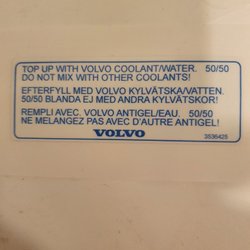 TOP UP WITH VOLVO COOLANT/WATER. 50/50
DO NOT MIX WITH OTHER COOLANTS!
EFTERFYLL MED VOLVO KYLVÄTSKA/VATTEN.
50/50 BLANDA EJ MED ANDRA KYLVÄTSKOR!
REMPLI AVEC. VOLVO ANTIGEL/EAU. 50/50
NE MELANGEZ PAS AVEC D'AUTRE ANTIGEL!
VOLVO 3536425